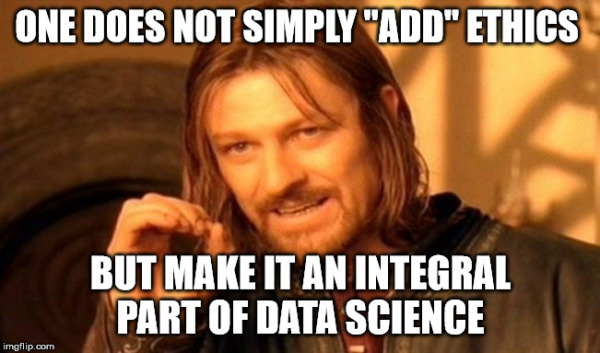 ONE DOES NOT SIMPLY "ADD" ETHICS
BUT MAKE IT AN INTEGRAL
PART OF DATA SCIENCE
imgflip.com